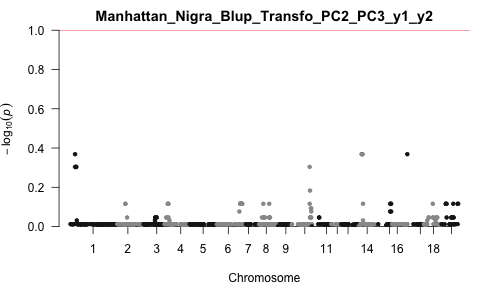 Manhattan_Nigra_Blup_Transfo_PC2_PC3_y1_y2
1.0
0.8
0.6
0.4
0.2
0.0
− log₁₀(p)
1 2 3 4 5 6 7 8 9 11 14 16 18
Chromosome